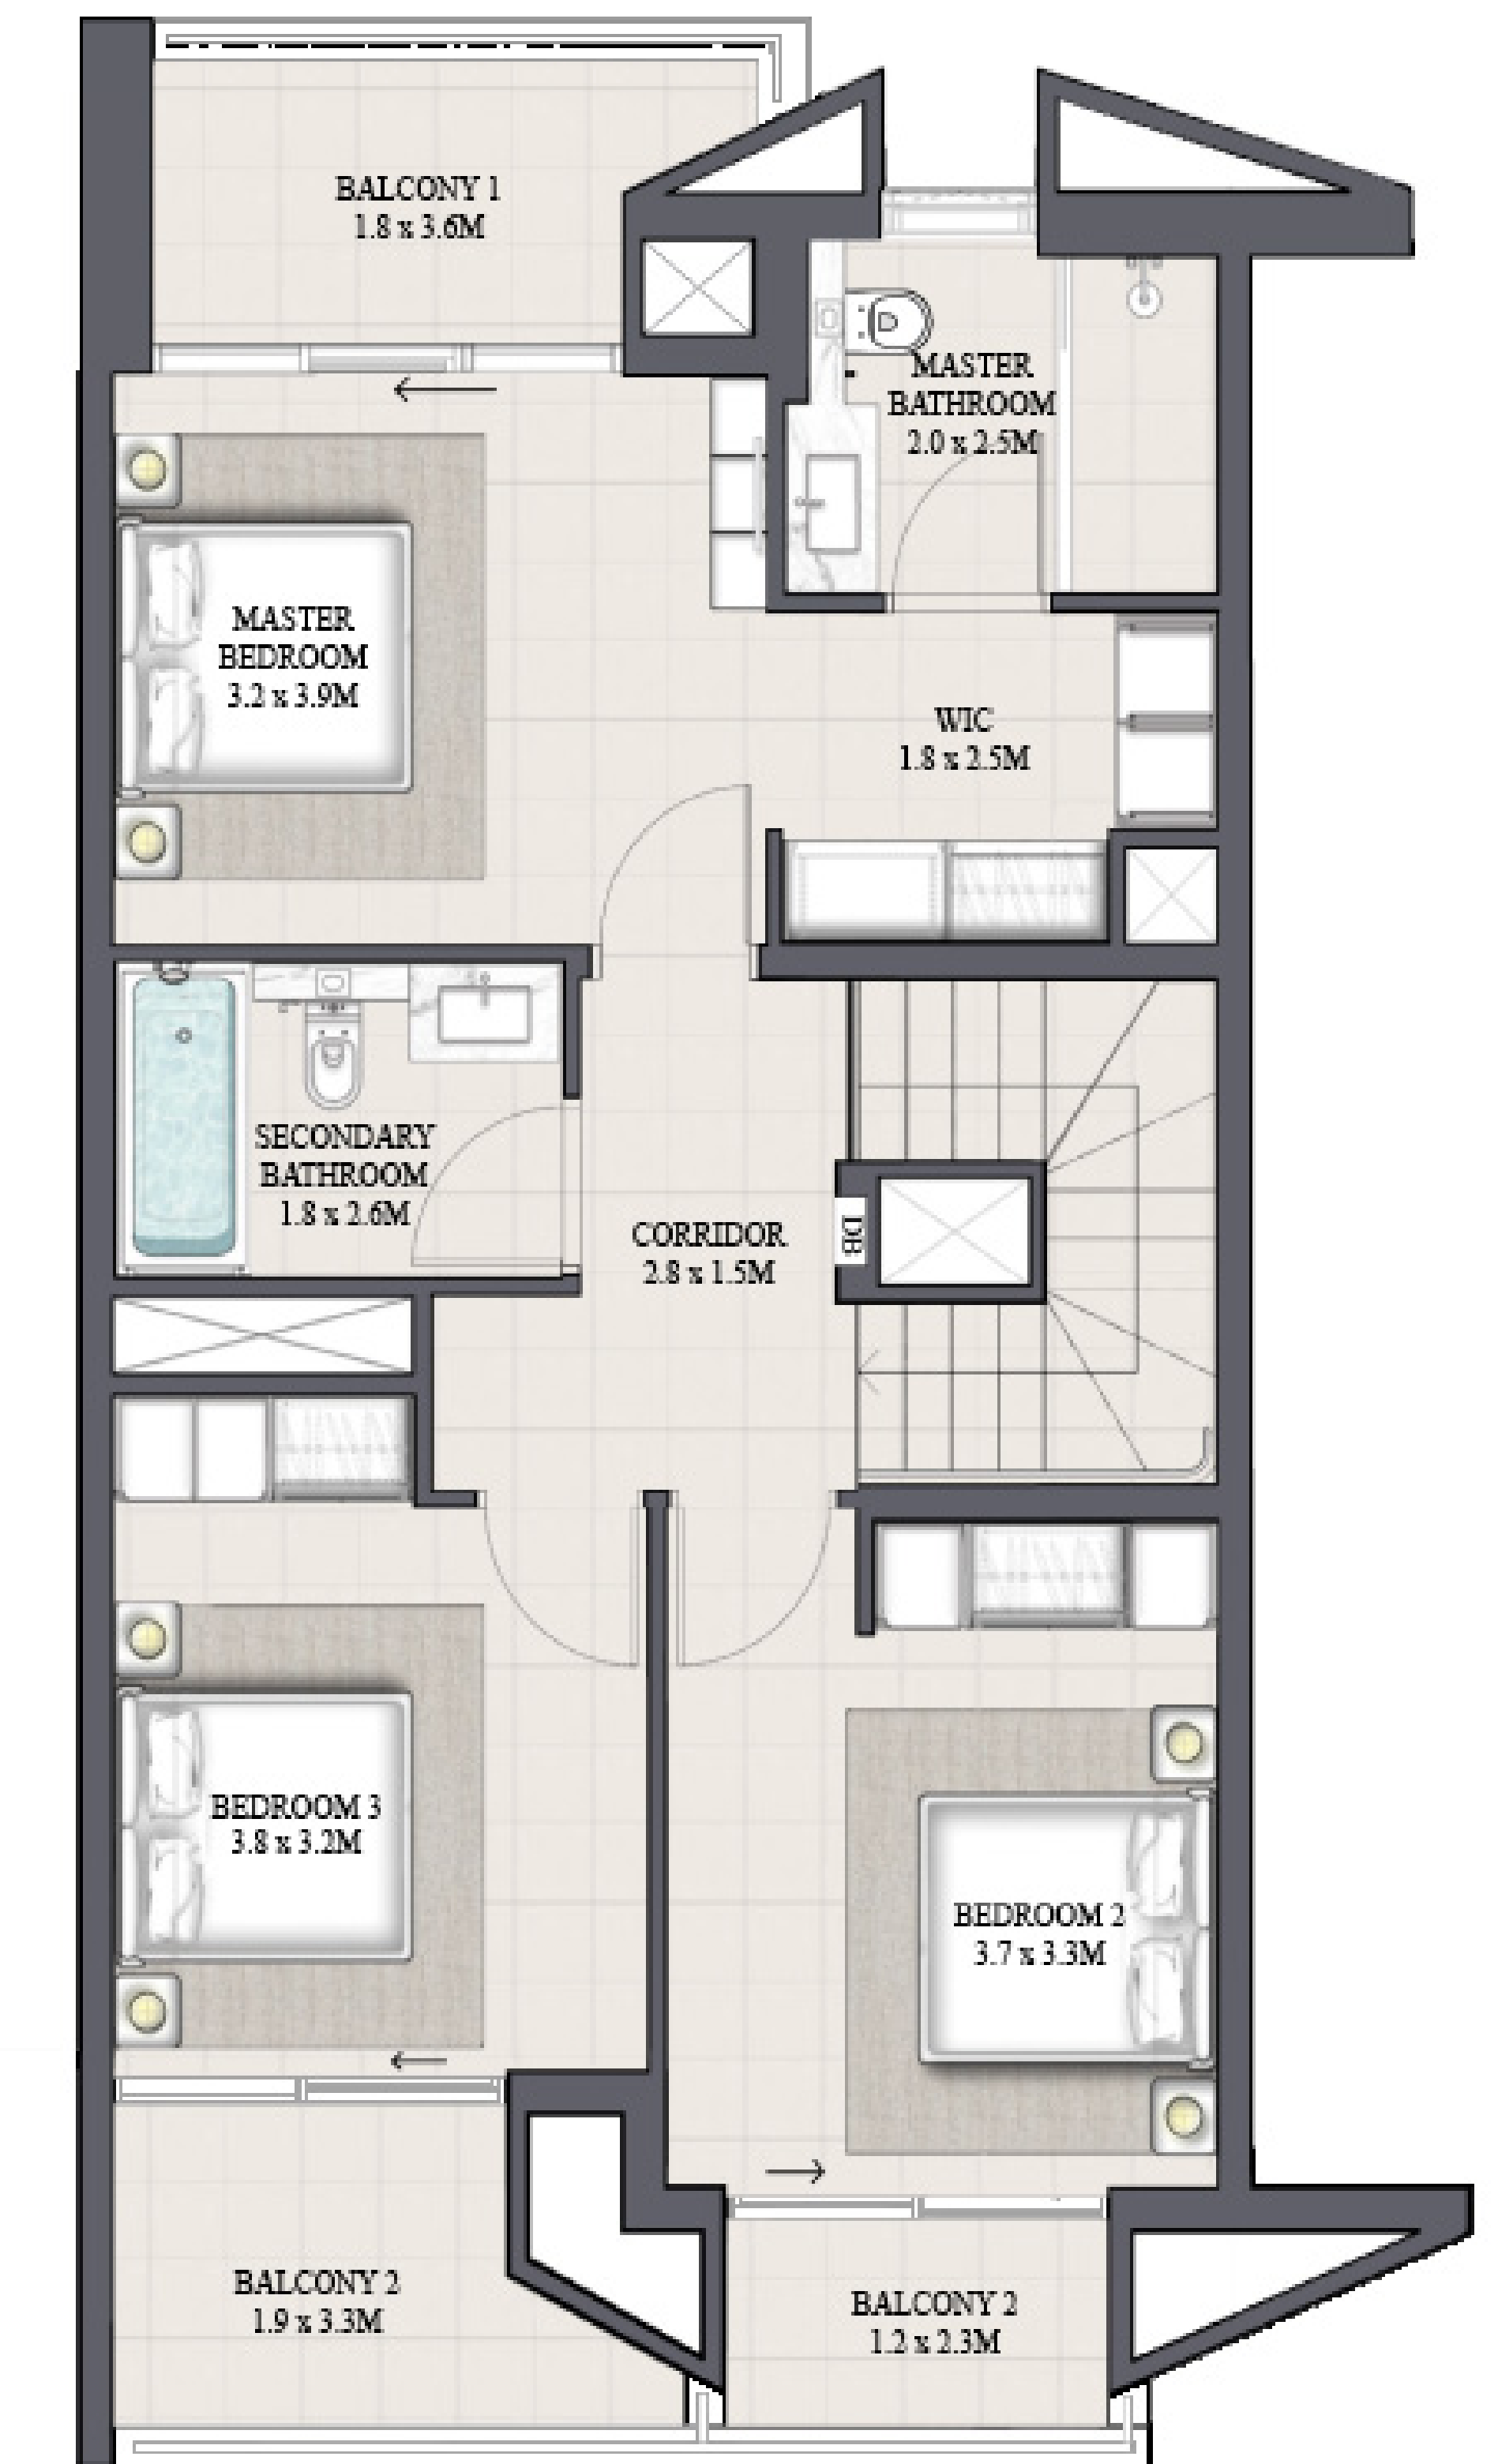 BALCONY 1
1.8 x 3.6M
MASTER
BATHROOM
2.0 x 2.5M
MASTER
BEDROOM
3.2 x 3.9M
WIC
1.8 x 2.5M
SECONDARY
BATHROOM
1.8 x 2.6M
CORRIDOR
2.8 x 1.5M
DB
BEDROOM 3
3.8 x 3.2M
BEDROOM 2
3.7 x 3.3M
BALCONY 2
1.9 x 3.3M
BALCONY 2
1.2 x 2.3M